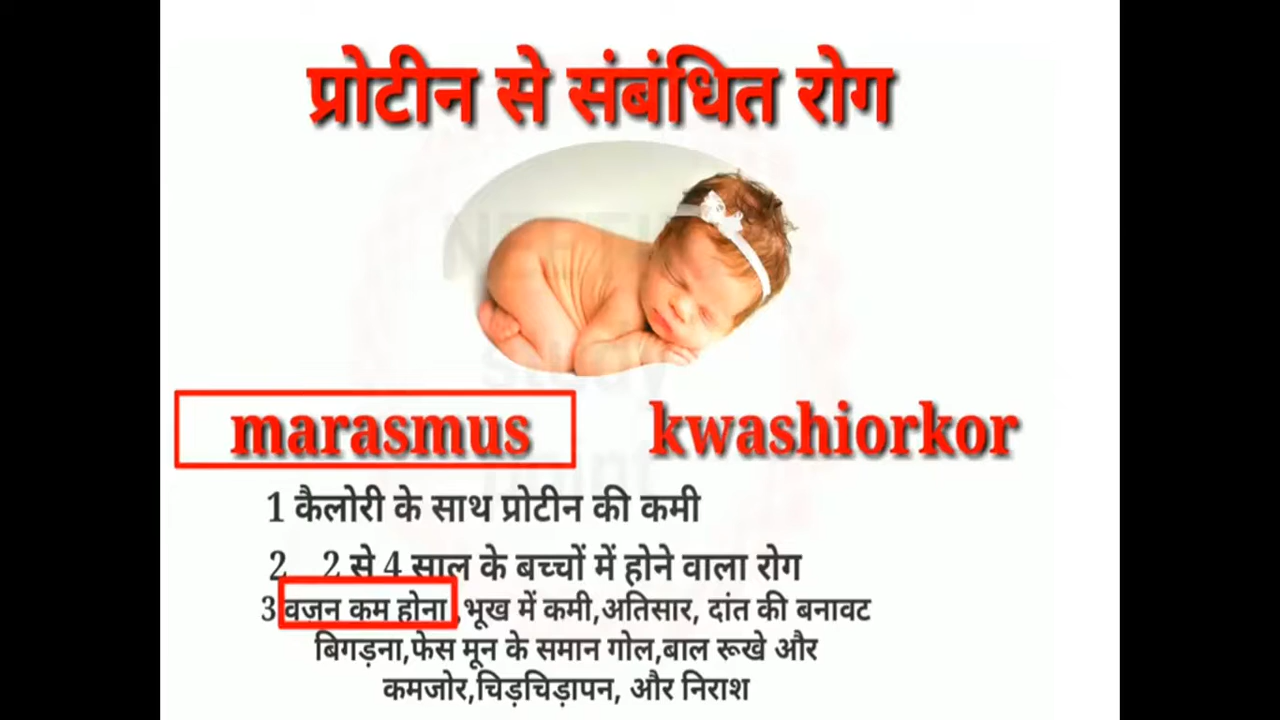 प्रोटीन से संबंधित रोग
marasmus kwashiorkor
1 कैलोरी के साथ प्रोटीन की कमी
2 2 से 4 साल के बच्चों में होने वाला रोग
3 वजन कम होना ,भूख में कमी,अतिसार, दांत की बनावट
बिगड़ना,फेस मून के समान गोल,बाल रूखे और
कमजोर,चिड़चिड़ापन, और निराश